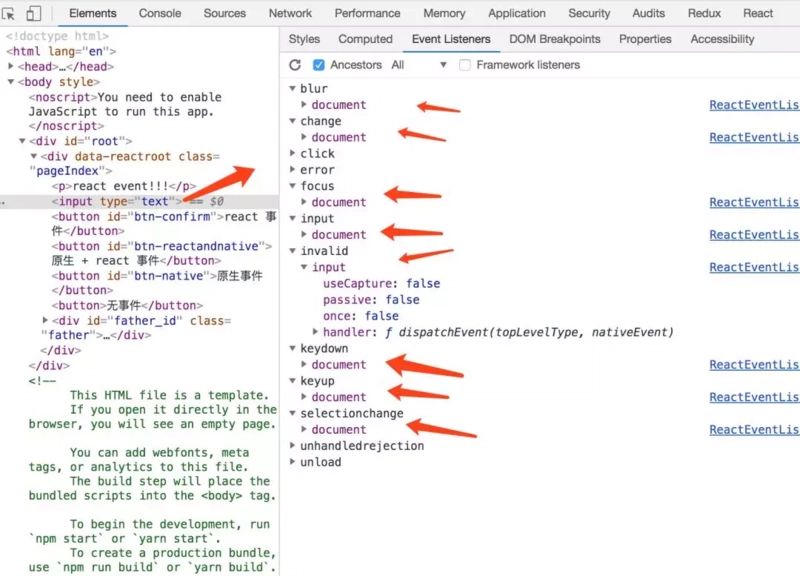 Elements Console Sources Network Performance Memory Application Security Audits Redux React
<!doctype html>
<html lang="en">
<head>…</head>
<body style>
<noscript>You need to enable
JavaScript to run this app.
</noscript>
<div id="root">
<div data-reactroot class=
"pageIndex">
<p>react event!!!</p>
… <input type="text"> == $0
<button id="btn-confirm">react 事
件</button>
<button id="btn-reactandnative">
原生 + react 事件</button>
<button id="btn-native">原生事件
</button>
<button>无事件</button>
<div id="father_id" class=
"father">…</div>
</div>
</div>
<!--
This HTML file is a template.
If you open it directly in the
browser, you will see an empty page.
You can add webfonts, meta
tags, or analytics to this file.
The build step will place the
bundled scripts into the <body> tag.
To begin the development, run
`npm start` or `yarn start`.
To create a production bundle,
use `npm run build` or `yarn build`.
Styles Computed Event Listeners DOM Breakpoints Properties Accessibility
Ancestors All Framework listeners
blur
document ReactEventLis
change
document ReactEventLis
click
error
focus
document ReactEventLis
input
document ReactEventLis
invalid
input ReactEventLis
useCapture: false
passive: false
once: false
handler: ƒ dispatchEvent(topLevelType, nativeEvent)
keydown
document ReactEventLis
keyup
document ReactEventLis
selectionchange
document ReactEventLis
unhandledrejection
unload